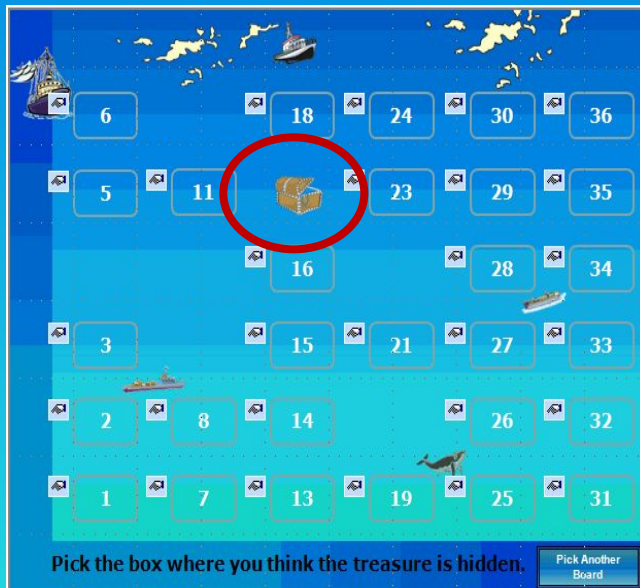 6 18 24 30 36
5 11 23 29 35
16 28 34
3 15 21 27 33
2 8 14 26 32
1 7 13 19 25 31
Pick the box where you think the treasure is hidden.
Pick Another
Board